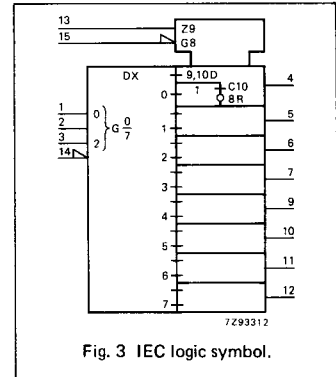 13 Z9
15 G8
DX 9,10D 4
0 1 C10
8R
1 0 5
2 G 0/7 1
3 2 6
14 2
3 7
4 9
5 10
6 11
7 12
7Z93312
Fig. 3 IEC logic symbol.